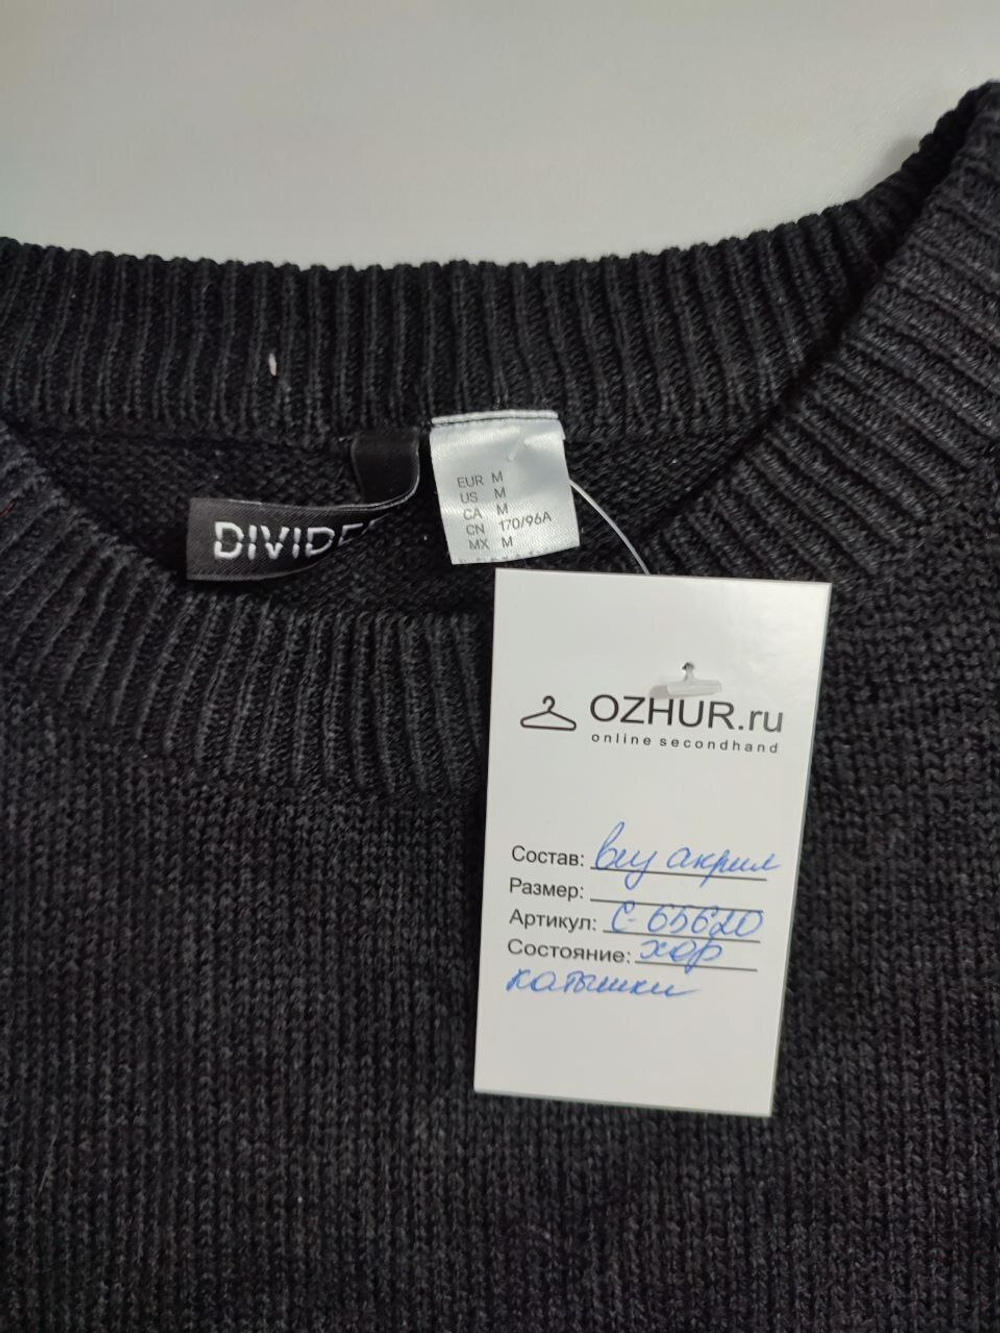 DIVIDE
EUR M
US M
CA M
CN 170/96A
MX M
OZHUR.ru
online secondhand
Состав: акрил
Размер:
Артикул: С-65620
Состояние: хор
катышки